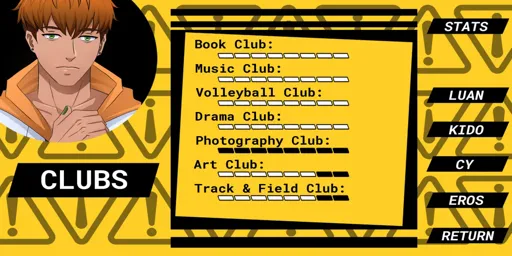 STATS
Book Club:
Music Club:
Volleyball Club:
Drama Club:
Photography Club:
Art Club:
Track & Field Club:
CLUBS
LUAN
KIDO
CY
EROS
RETURN